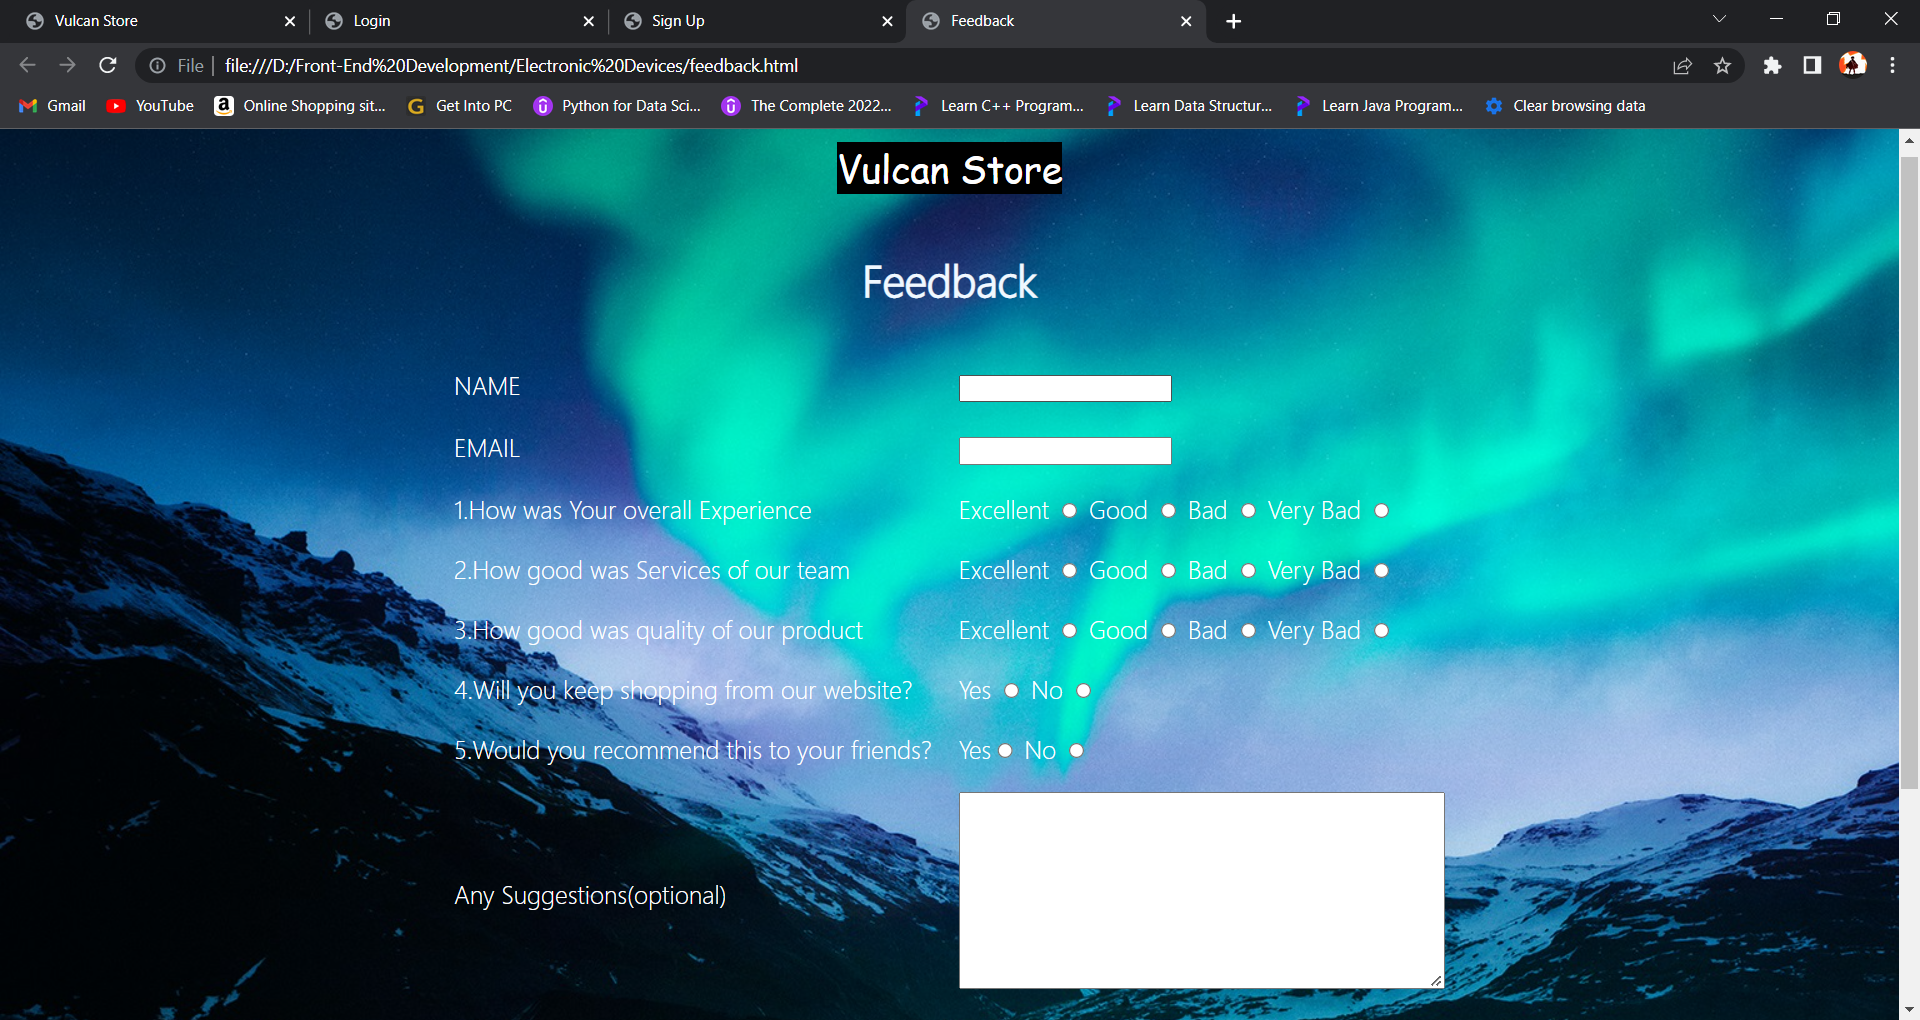 Vulcan Store
Login
Sign Up
Feedback
File
file:///D:/Front-End%20Development/Electronic%20Devices/feedback.html
Gmail
YouTube
Online Shopping sit...
Get Into PC
Python for Data Sci...
The Complete 2022...
Learn C++ Program...
Learn Data Structur...
Learn Java Program...
Clear browsing data
Vulcan Store
Feedback
NAME
EMAIL
1.How was Your overall Experience Excellent Good Bad Very Bad
2.How good was Services of our team Excellent Good Bad Very Bad
3.How good was quality of our product Excellent Good Bad Very Bad
4.Will you keep shopping from our website? Yes No
5.Would you recommend this to your friends? Yes No
Any Suggestions(optional)